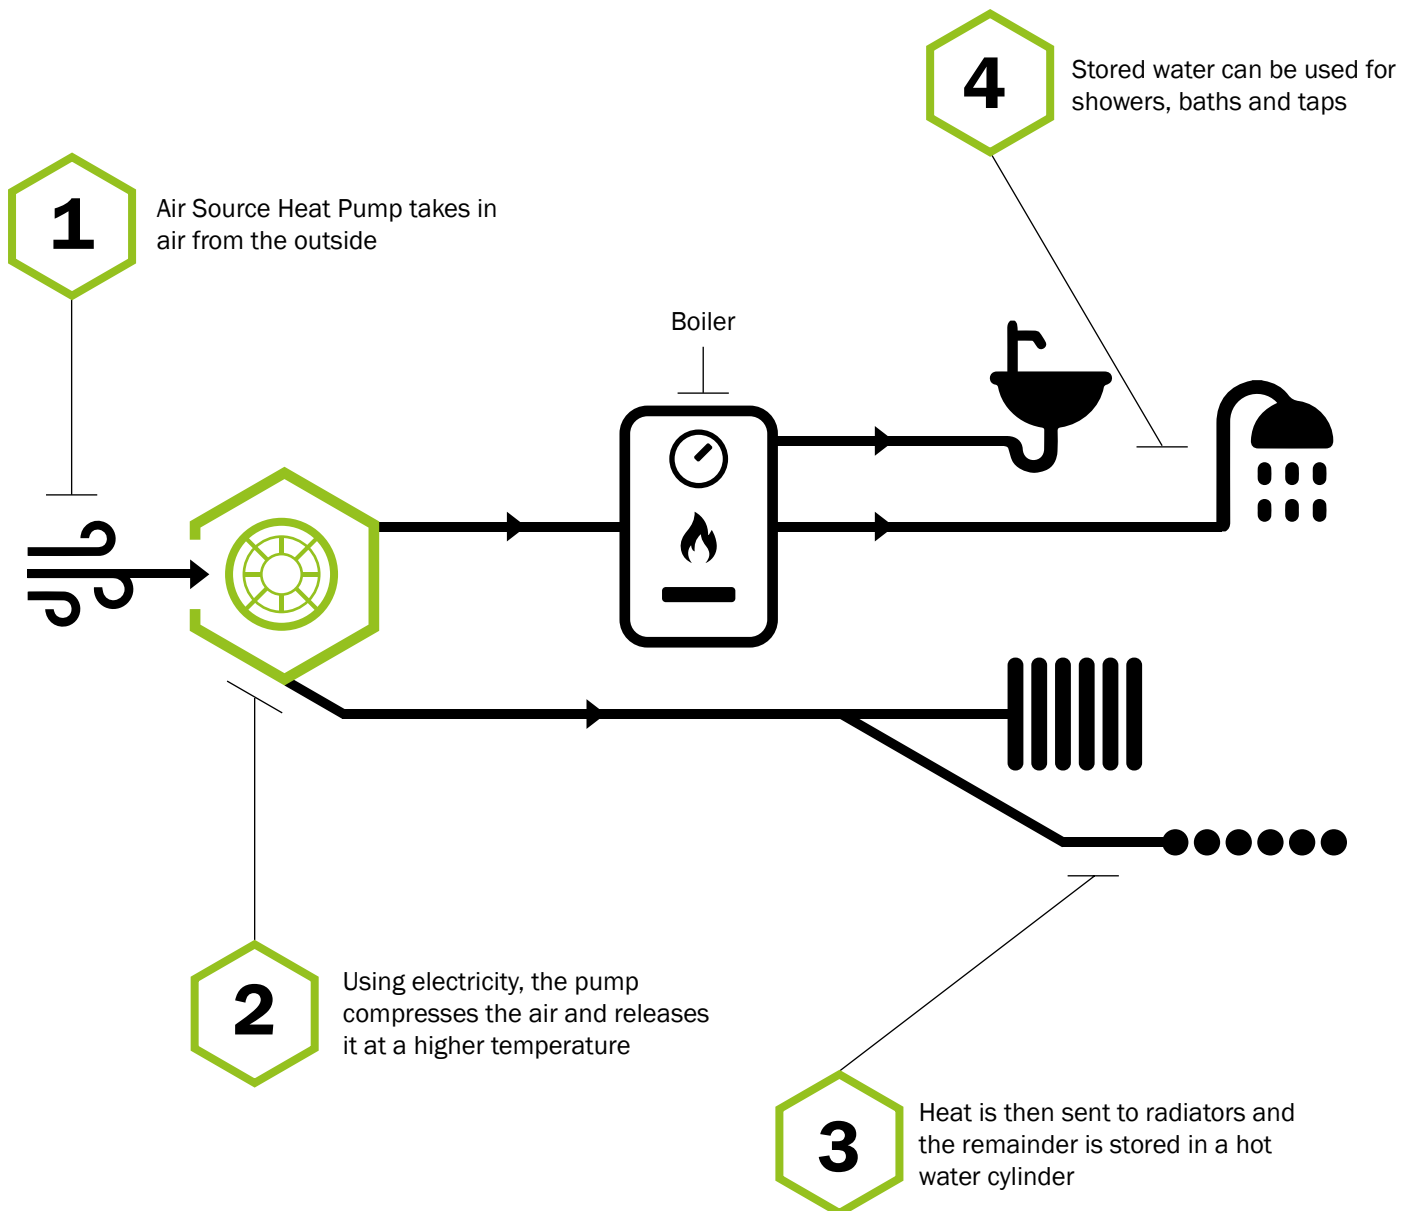 1
Air Source Heat Pump takes in
air from the outside
4
Stored water can be used for
showers, baths and taps
Boiler
2
Using electricity, the pump
compresses the air and releases
it at a higher temperature
3
Heat is then sent to radiators and
the remainder is stored in a hot
water cylinder